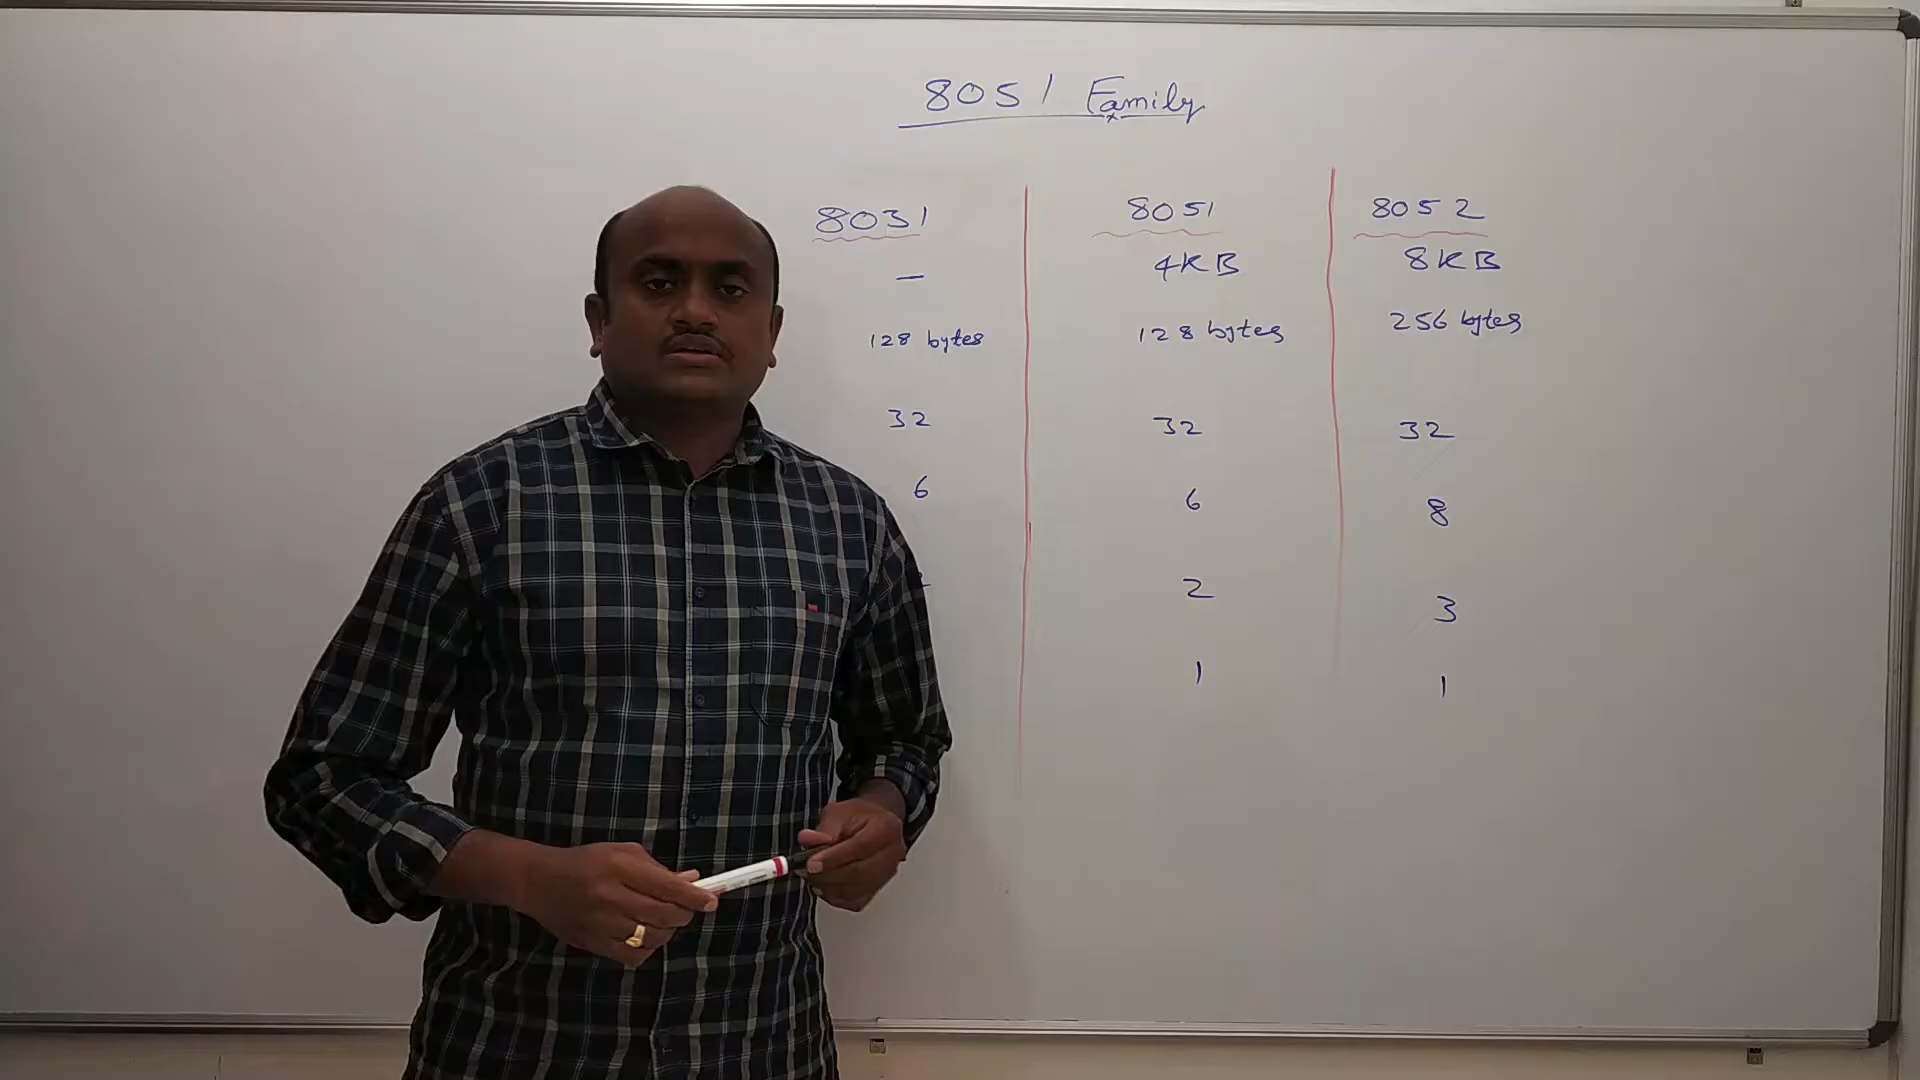 8051 Family
8031 8051 8052
— 4KB 8KB
128 bytes 128 bytes 256 bytes
32 32 32
6 6 8
2 3
1 1